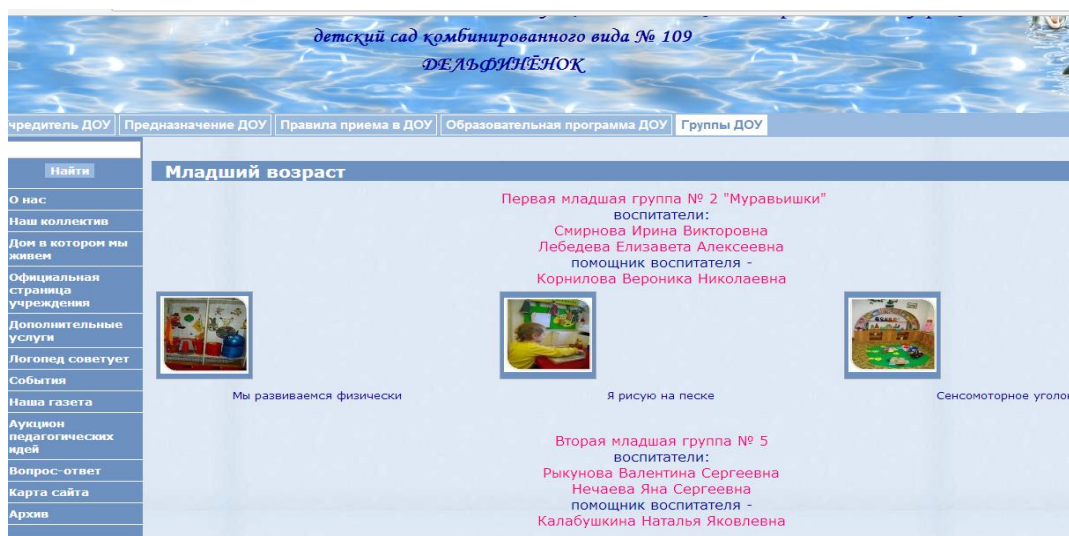 детский сад комбинированного вида № 109
ДЕЛЬФИНЁНОК
чредитель ДОУ Предназначение ДОУ Правила приема в ДОУ Образовательная программа ДОУ Группы ДОУ
Найти
О нас
Наш коллектив
Дом в котором мы
живем
Официальная
страница
учреждения
Дополнительные
услуги
Логопед советует
События
Наша газета
Аукцион
педагогических
идей
Вопрос-ответ
Карта сайта
Архив
Младший возраст
Первая младшая группа № 2 "Муравьишки"
воспитатели:
Смирнова Ирина Викторовна
Лебедева Елизавета Алексеевна
помощник воспитателя -
Корнилова Вероника Николаевна
Мы развиваемся физически
Я рисую на песке
Сенсомоторное уголо
Вторая младшая группа № 5
воспитатели:
Рыкунова Валентина Сергеевна
Нечаева Яна Сергеевна
помощник воспитателя -
Калабушкина Наталья Яковлевна